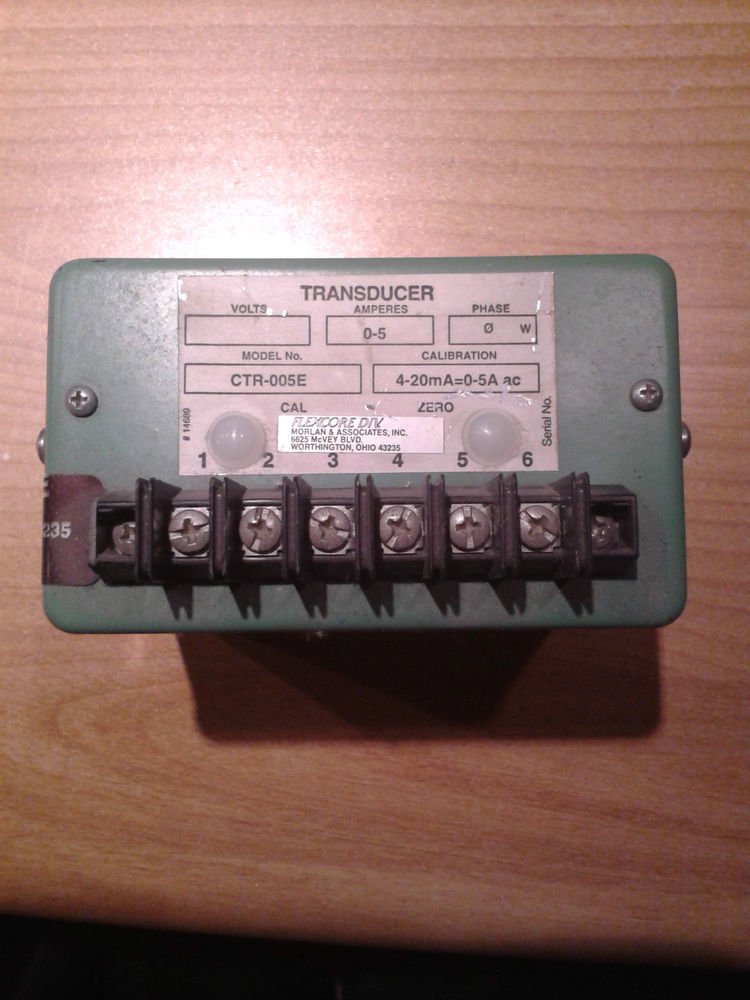 TRANSDUCER
VOLTS AMPERES PHASE
0-5 Ø W
MODEL No. CALIBRATION
CTR-005E 4-20mA=0-5A ac
CAL ZERO
# 14689
FLEXCORE DIV.
MORLAN & ASSOCIATES, INC.
6625 McVEY BLVD.
WORTHINGTON, OHIO 43235
Serial No.
1 2 3 4 5 6
235